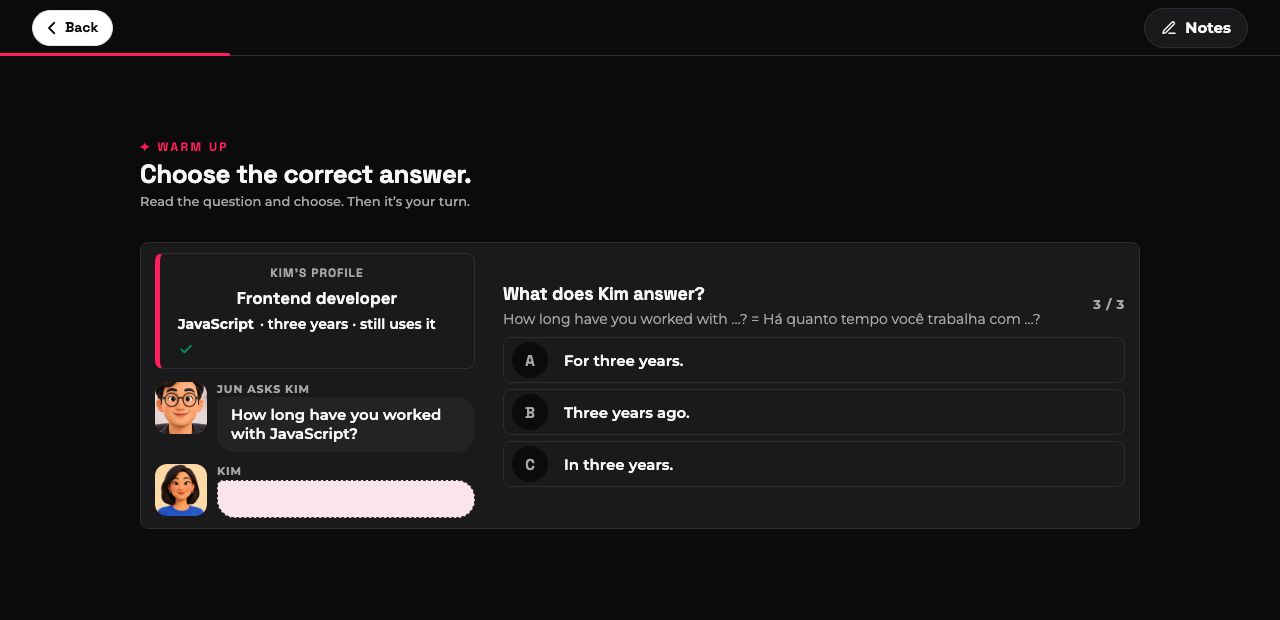 Back
Notes
✦ WARM UP
Choose the correct answer.
Read the question and choose. Then it's your turn.
KIM'S PROFILE
Frontend developer
JavaScript · three years · still uses it
✓
JUN ASKS KIM
How long have you worked
with JavaScript?
KIM
What does Kim answer?
How long have you worked with …? = Há quanto tempo você trabalha com …?
3 / 3
A For three years.
B Three years ago.
C In three years.